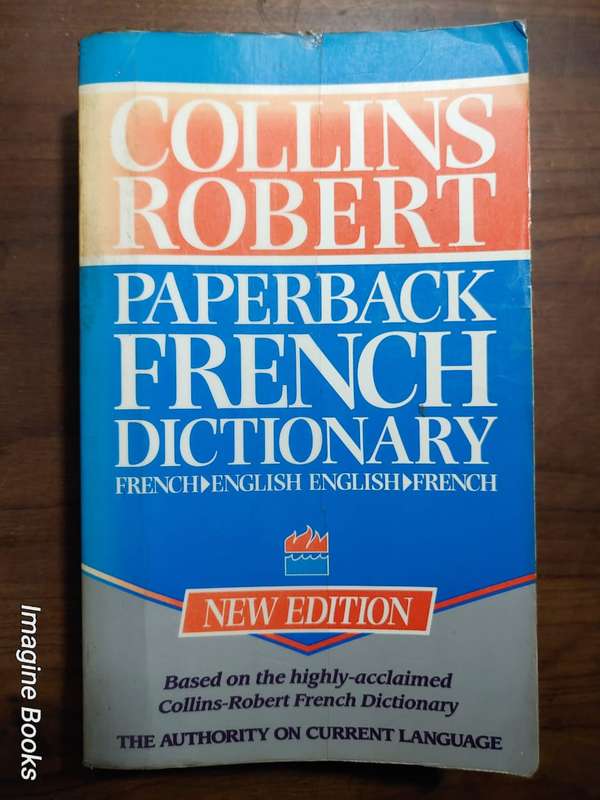 COLLINS
ROBERT
PAPERBACK
FRENCH
DICTIONARY
FRENCH▶ENGLISH ENGLISH▶FRENCH
NEW EDITION
Based on the highly-acclaimed
Collins-Robert French Dictionary
THE AUTHORITY ON CURRENT LANGUAGE
Imagine Books